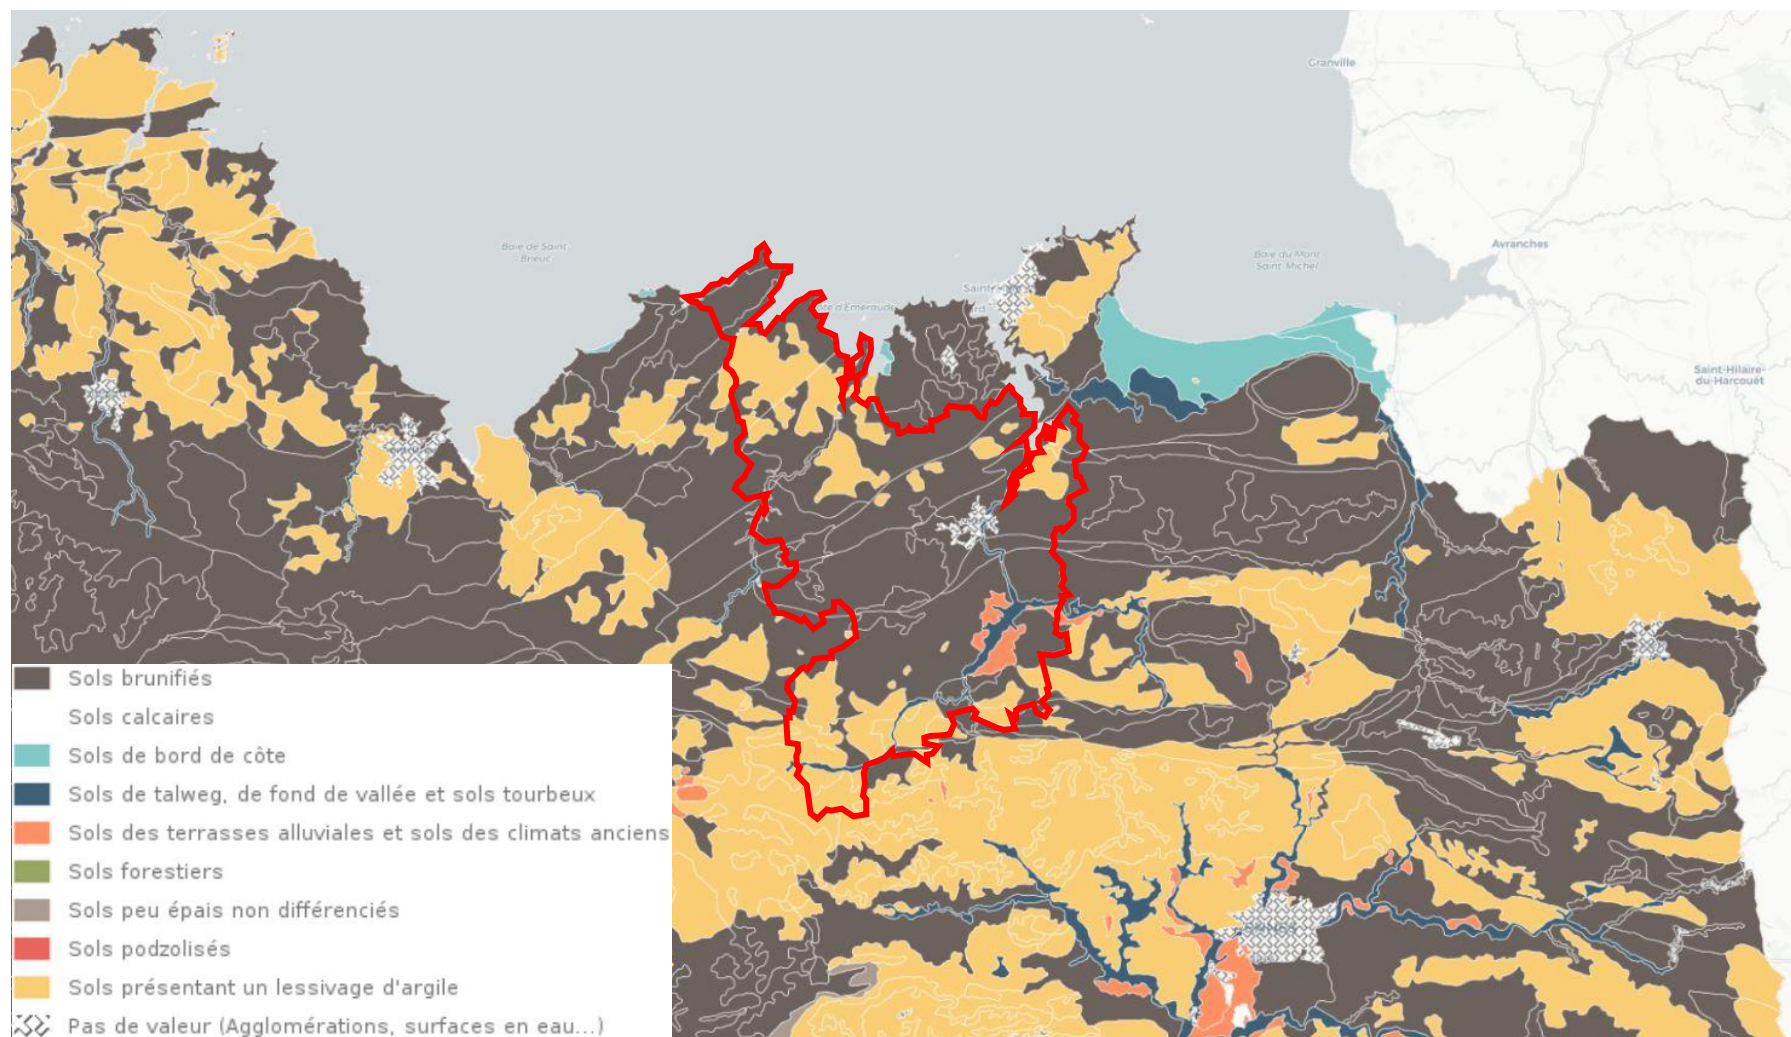 Granville
Baie de Saint
Brieuc
Avranches
Baie du Mont
Saint-Michel
Côte d'Emeraude
Saint-Hilaire-
du-Harcouët
Sols brunifiés
Sols calcaires
Sols de bord de côte
Sols de talweg, de fond de vallée et sols tourbeux
Sols des terrasses alluviales et sols des climats anciens
Sols forestiers
Sols peu épais non différenciés
Sols podzolisés
Sols présentant un lessivage d'argile
Pas de valeur (Agglomérations, surfaces en eau...)